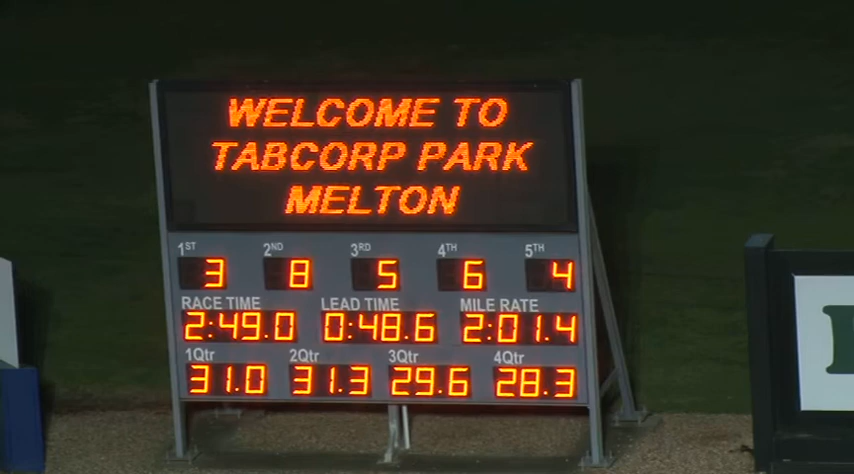 WELCOME TO
TABCORP PARK
MELTON
1ST 2ND 3RD 4TH 5TH
3 8 5 6 4
RACE TIME LEAD TIME MILE RATE
2:49.0 0:48.6 2:01.4
1Qtr 2Qtr 3Qtr 4Qtr
31.0 31.3 29.6 28.3